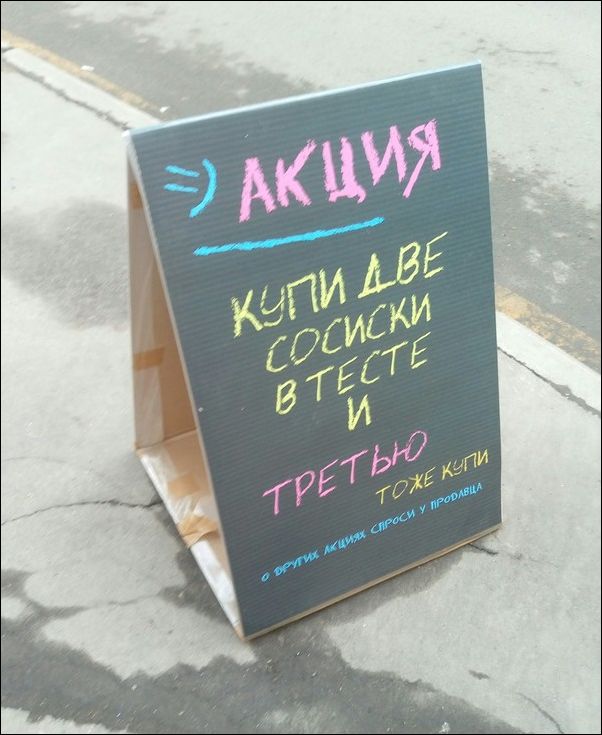 =) АКЦИЯ
КУПИ ДВЕ
СОСИСКИ
В ТЕСТЕ
И
ТРЕТЬЮ
ТОЖЕ КУПИ
О ДРУГИХ АКЦИЯХ СПРОСИ У ПРОДАВЦА